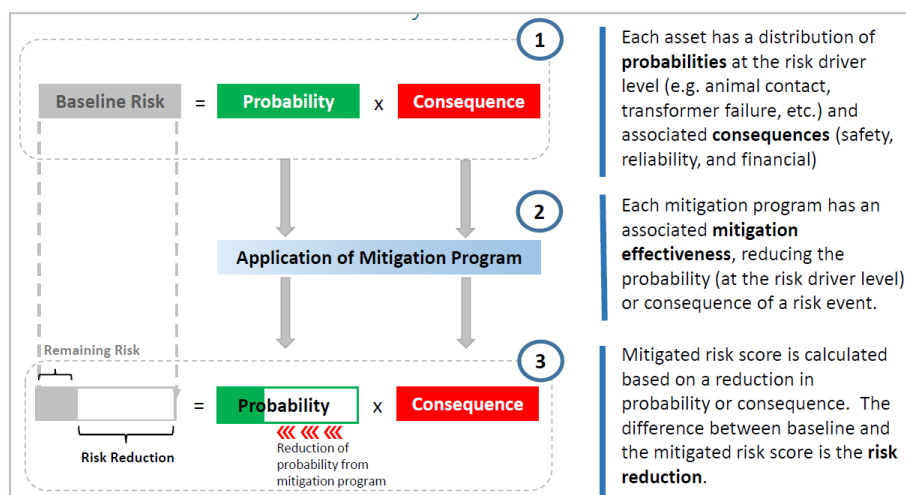 1
Baseline Risk = Probability x Consequence
Each asset has a distribution of
probabilities at the risk driver
level (e.g. animal contact,
transformer failure, etc.) and
associated consequences (safety,
reliability, and financial)
2
Application of Mitigation Program
Each mitigation program has an
associated mitigation
effectiveness, reducing the
probability (at the risk driver level)
or consequence of a risk event.
3
Remaining Risk
= Probability x Consequence
Risk Reduction
Reduction of
probability from
mitigation program
Mitigated risk score is calculated
based on a reduction in
probability or consequence. The
difference between baseline and
the mitigated risk score is the risk
reduction.